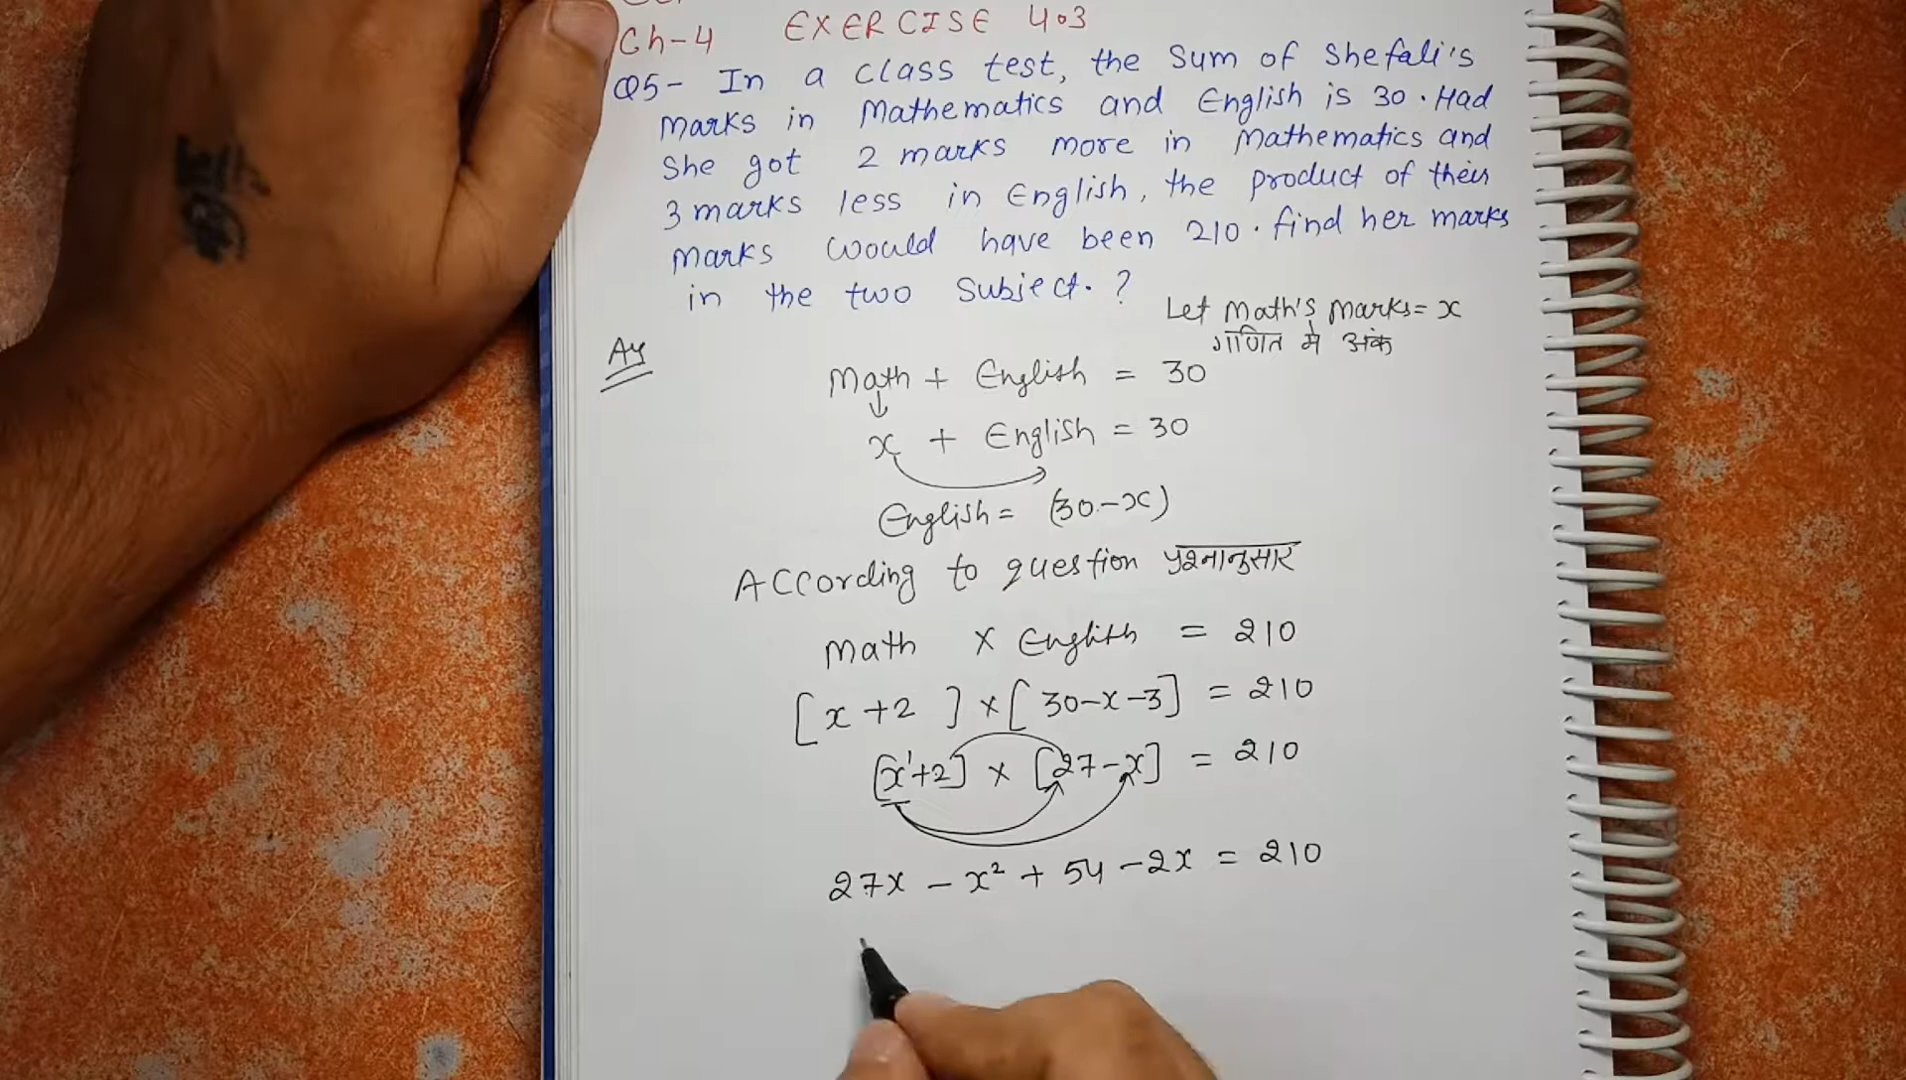 Ch-4 EXERCISE 4.3
Q5- In a class test, the Sum of Shefali's
Marks in Mathematics and English is 30. Had
She got 2 marks more in Mathematics and
3 marks less in English, the product of their
Marks would have been 210. find her marks
in the two Subject. ?
Let Math's Marks = x
गणित में अंक
Math + English = 30
x + English = 30
English = (30-x)
ACCording to question प्रश्नानुसार
Math × English = 210
[x +2 ] × [30-x-3] = 210
[x+2] × [27-x] = 210
27x - x² + 54 - 2x = 210